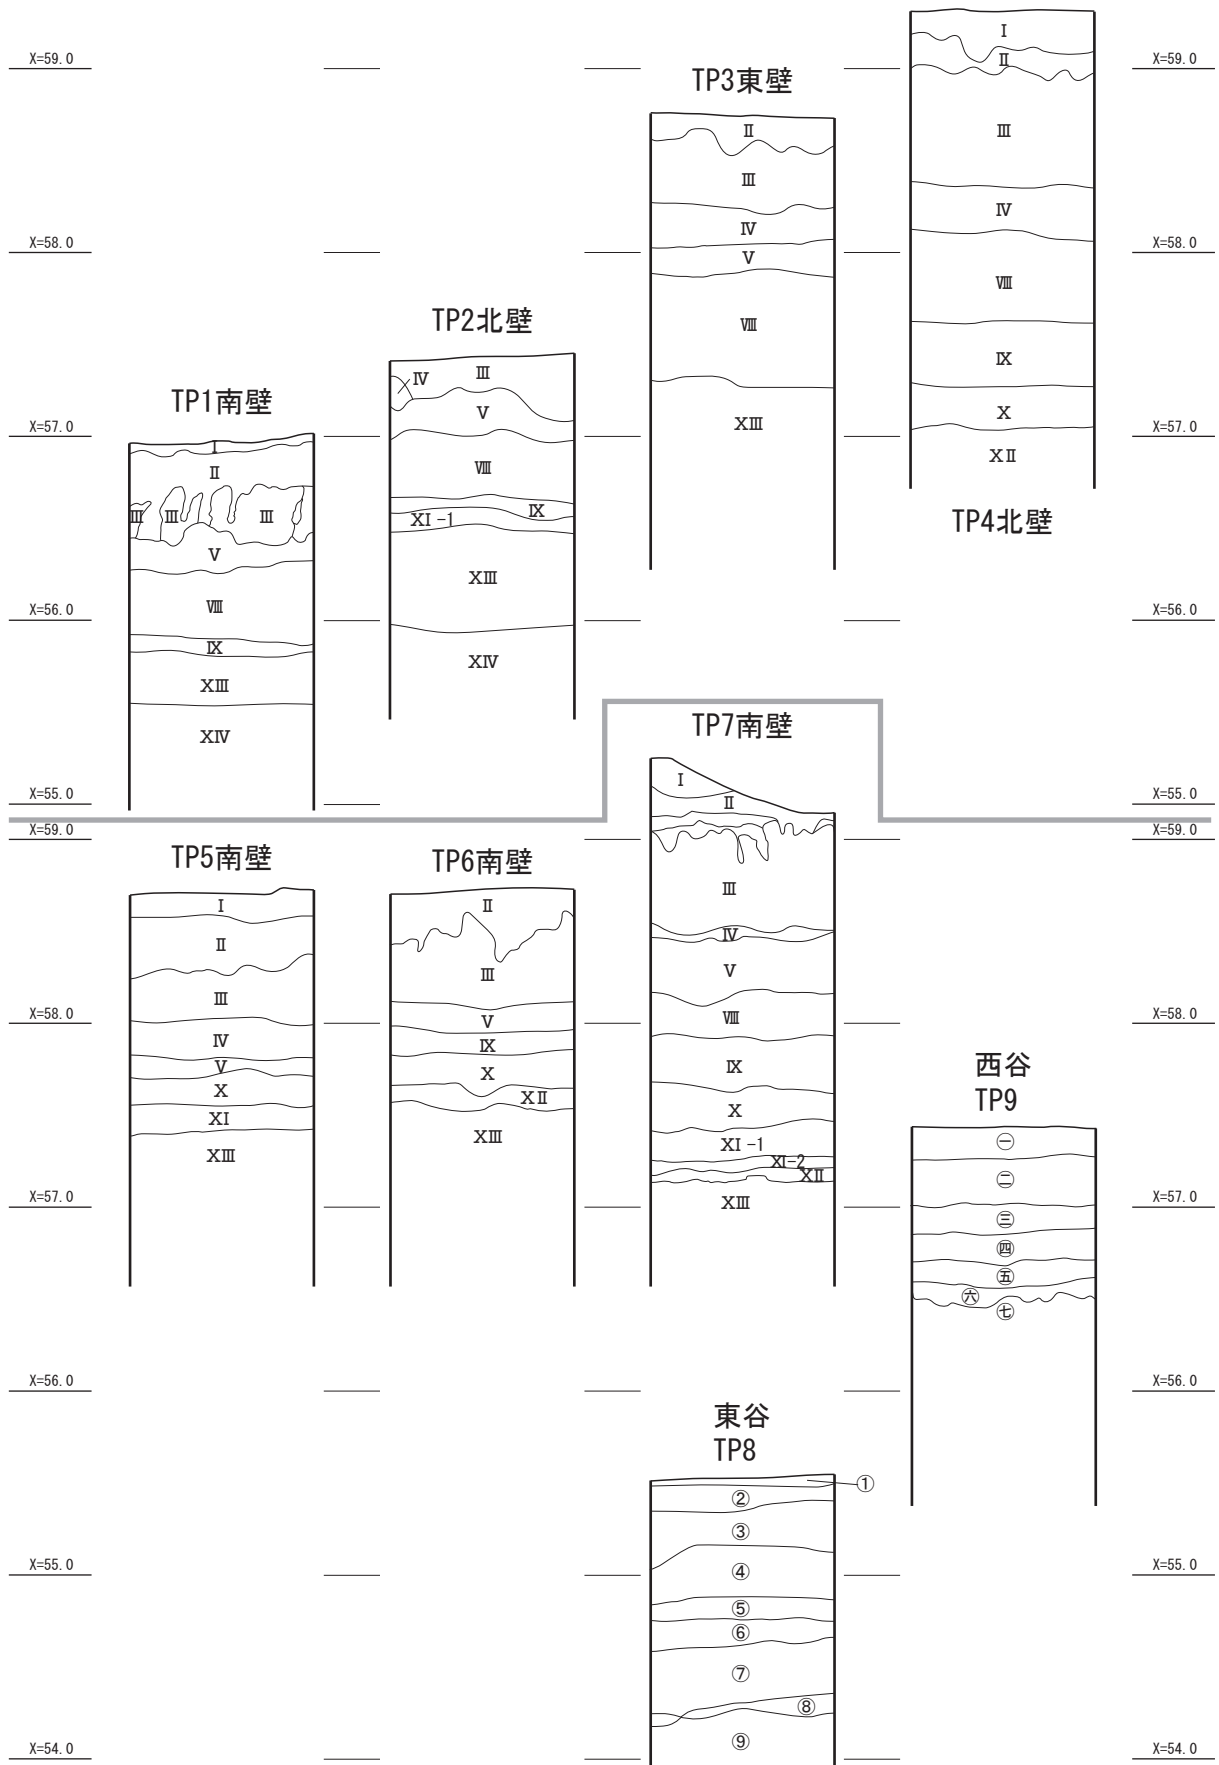 X=59.0
X=59.0
X=58.0
X=58.0
X=57.0
X=57.0
X=56.0
X=56.0
X=55.0
X=55.0
TP1南壁
I
II
III
III
III
V
VIII
IX
XIII
XIV
TP2北壁
III
IV
V
VIII
IX
XI-1
XIII
XIV
TP3東壁
II
III
IV
V
VIII
XIII
I
II
III
IV
VIII
IX
X
XII
TP4北壁
X=59.0
X=59.0
X=58.0
X=58.0
X=57.0
X=57.0
X=56.0
X=56.0
X=55.0
X=55.0
X=54.0
X=54.0
TP5南壁
I
II
III
IV
V
X
XI
XIII
TP6南壁
II
III
V
IX
X
XII
XIII
TP7南壁
I
II
III
IV
V
VIII
IX
X
XI-1
XI-2
XII
XIII
東谷
TP8
①
②
③
④
⑤
⑥
⑦
⑧
⑨
西谷
TP9
㊀
㊁
㊂
㊃
㊄
㊅
㊆